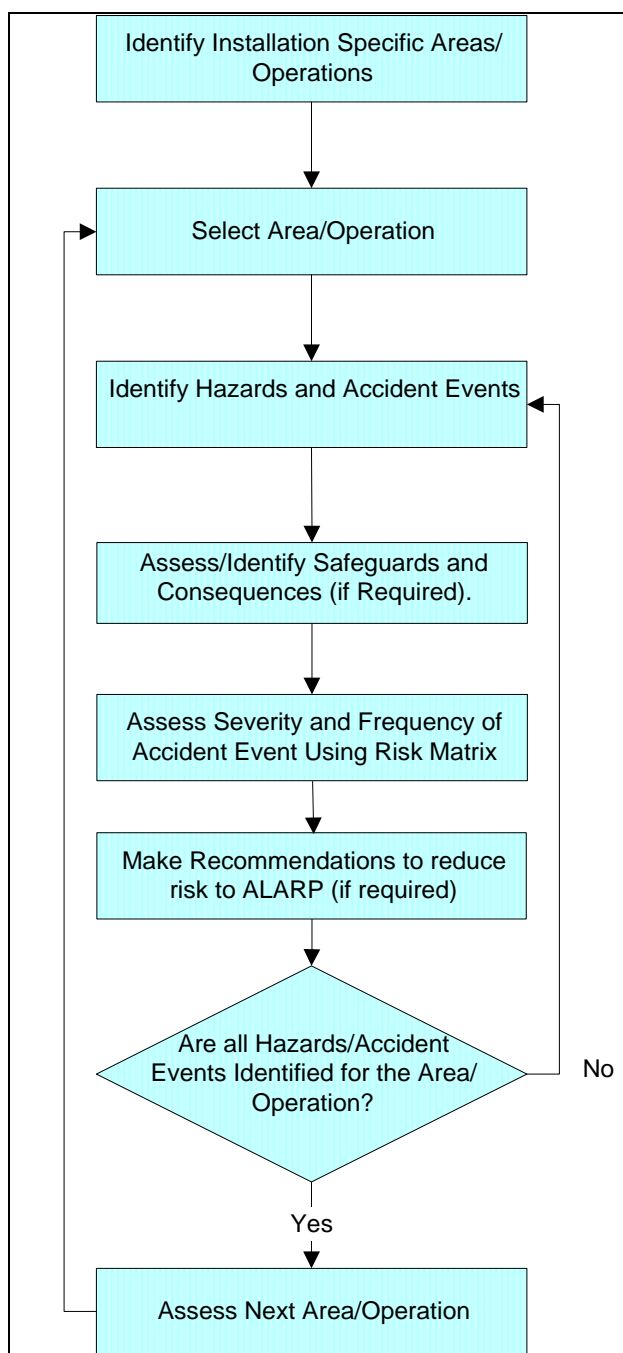 Identify Installation Specific Areas/
Operations
Select Area/Operation
Identify Hazards and Accident Events
Assess/Identify Safeguards and
Consequences (if Required).
Assess Severity and Frequency of
Accident Event Using Risk Matrix
Make Recommendations to reduce
risk to ALARP (if required)
Are all Hazards/Accident
Events Identified for the Area/
Operation?
No
Yes
Assess Next Area/Operation